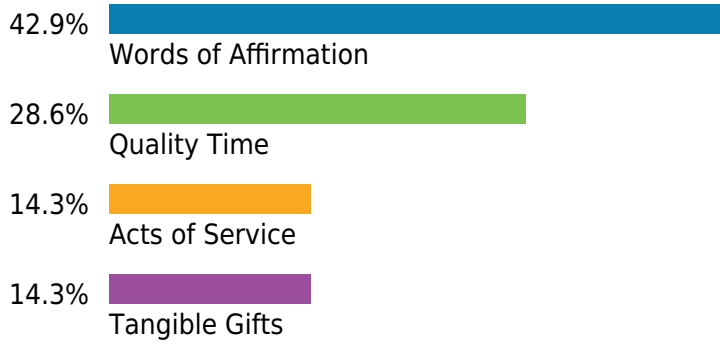 42.9%
Words of Affirmation
28.6%
Quality Time
14.3%
Acts of Service
14.3%
Tangible Gifts